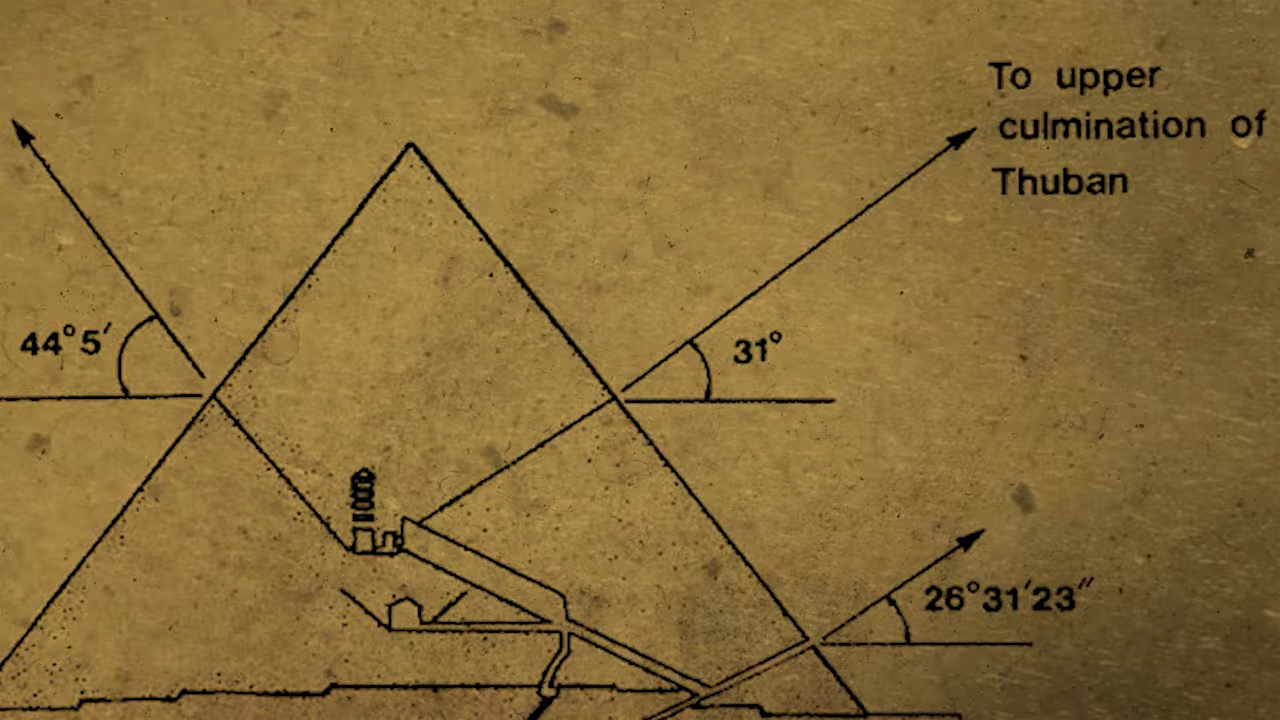 To upper
culmination of
Thuban
44°5′
31°
26°31′23″